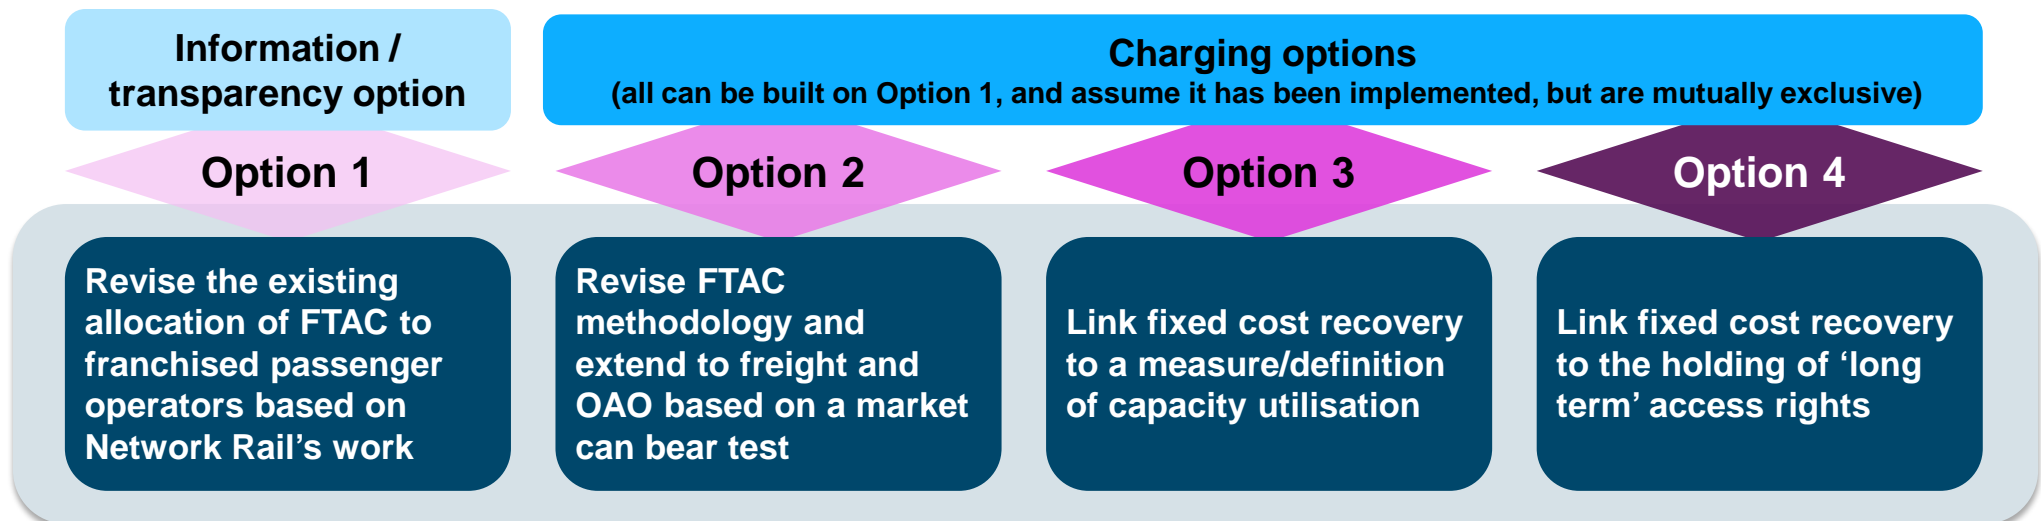 Information /
transparency option
Charging options
(all can be built on Option 1, and assume it has been implemented, but are mutually exclusive)
Option 1
Option 2
Option 3
Option 4
Revise the existing
allocation of FTAC to
franchised passenger
operators based on
Network Rail’s work
Revise FTAC
methodology and
extend to freight and
OAO based on a market
can bear test
Link fixed cost recovery
to a measure/definition
of capacity utilisation
Link fixed cost recovery
to the holding of ‘long
term’ access rights